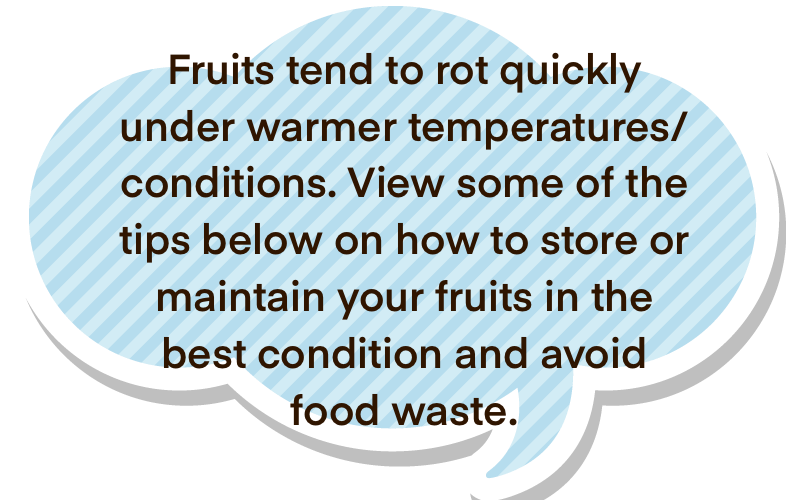 Fruits tend to rot quickly
under warmer temperatures/
conditions. View some of the
tips below on how to store or
maintain your fruits in the
best condition and avoid
food waste.